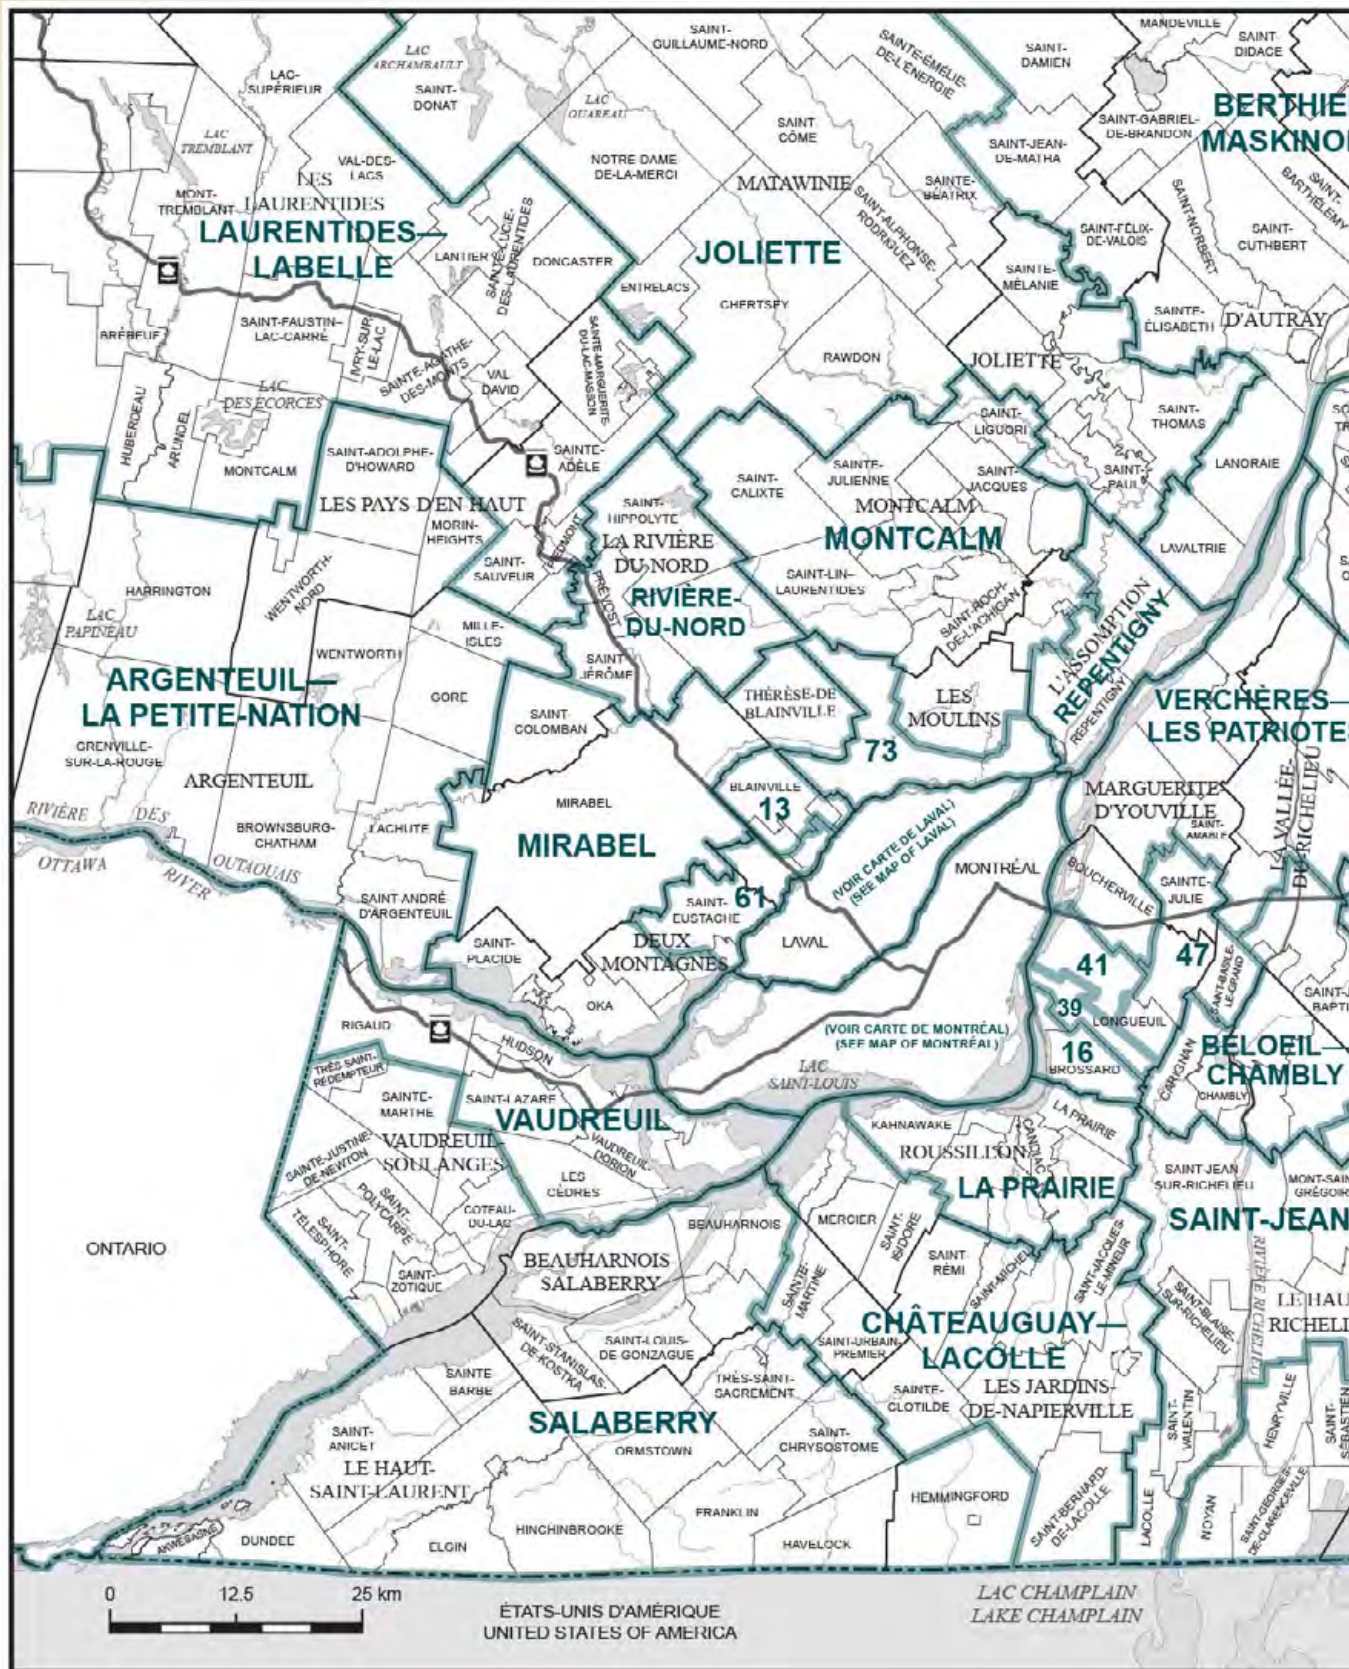 MANDEVILLE
SAINT-
GUILLAUME-NORD
SAINT-
DIDACE
SAINTE-ÉMÉLIE-
DE-L'ÉNERGIE
SAINT-
DAMIEN
LAC
ARCHAMBAULT
LAC-
SUPÉRIEUR
SAINT-
DONAT
LAC
OUAREAU
BERTHIE
MASKINON
SAINT-GABRIEL-
DE-BRANDON
SAINT
CÔME
LAC
TREMBLANT
SAINT-JEAN-
DE-MATHA
VAL-DES-
LACS
NOTRE DAME
DE-LA-MERCI
LES
LAURENTIDES
MATAWINIE
SAINTE-
BÉATRIX
SAINT-
BARTHÉLEMY
MONT-
TREMBLANT
SAINT-ALPHONSE-
RODRIGUEZ
SAINT-NORBERT
LAURENTIDES—
LABELLE
SAINT-FÉLIX-
DE-VALOIS
SAINT-
CUTHBERT
LANTIER
SAINTE-LUCIE-
DES-LAURENTIDES
DONCASTER
JOLIETTE
SAINTE-
MÉLANIE
ENTRELACS
CHERTSEY
SAINTE-
ÉLISABETH
D'AUTRAY
BRÉBEUF
SAINT-FAUSTIN–
LAC-CARRÉ
IVRY-SUR-
LE-LAC
SAINTE-AGATHE-
DES-MONTS
VAL
DAVID
SAINTE-MARGUERITE-
DU-LAC-MASSON
RAWDON
JOLIETTE
HUBERDEAU
ARUNDEL
LAC
DES ECORCES
SAINT-
LIGUORI
SAINT-
THOMAS
MONTCALM
SAINT-ADOLPHE-
D'HOWARD
SAINTE-
ADÈLE
SAINT-
CALIXTE
SAINTE-
JULIENNE
SAINT-
JACQUES
SAINT-
PAUL
LANORAIE
LES PAYS D'EN HAUT
MONTCALM
SAINT-
HIPPOLYTE
MORIN-
HEIGHTS
PIEDMONT
LA RIVIÈRE
DU NORD
MONTCALM
LAVALTRIE
SAINT-
SAUVEUR
PRÉVOST
SAINT-LIN–
LAURENTIDES
SAINT-ROCH-
DE-L'ACHIGAN
HARRINGTON
WENTWORTH-
NORD
RIVIÈRE-
DU-NORD
L'ASSOMPTION
REPENTIGNY
REPENTIGNY
LAC
PAPINEAU
MILLE-
ISLES
WENTWORTH
SAINT
JÉRÔME
ARGENTEUIL—
LA PETITE-NATION
GORE
THÉRÈSE-DE
BLAINVILLE
LES
MOULINS
VERCHÈRES—
LES PATRIOTES
SAINT-
COLOMBAN
GRENVILLE-
SUR-LA-ROUGE
73
ARGENTEUIL
MIRABEL
BLAINVILLE
13
MARGUERITE
D'YOUVILLE
LA VALLÉE-
DU-RICHELIEU
RIVIÈRE DES
OUTAOUAIS
OTTAWA
RIVER
BROWNSBURG-
CHATHAM
LACHUTE
MIRABEL
(VOIR CARTE DE LAVAL)
(SEE MAP OF LAVAL)
SAINT-
AMABLE
MONTRÉAL
BOUCHERVILLE
SAINTE-
JULIE
SAINT-ANDRÉ
D'ARGENTEUIL
61
SAINT-
EUSTACHE
SAINT-
PLACIDE
DEUX
MONTAGNES
LAVAL
47
41
SAINT-BASILE-
LE-GRAND
OKA
RIGAUD
39
LONGUEUIL
(VOIR CARTE DE MONTRÉAL)
(SEE MAP OF MONTRÉAL)
HUDSON
16
BROSSARD
BELOEIL—
CHAMBLY
CARIGNAN
CHAMBLY
TRÈS-SAINT-
RÉDEMPTEUR
LAC
SAINT-LOUIS
SAINTE-
MARTHE
SAINT-LAZARE
VAUDREUIL
LA PRAIRIE
KAHNAWAKE
VAUDREUIL-
SOULANGES
VAUDREUIL-
DORION
ROUSSILLON
CANDIAC
SAINTE-JUSTINE-
DE-NEWTON
LES
CÈDRES
LA PRAIRIE
SAINT JEAN
SUR-RICHELIEU
MONT-SAIN
GRÉGOIR
SAINT-
POLYCARPE
COTEAU-
DU-LAC
SAINT-
TÉLESPHORE
BEAUHARNOIS
MERCIER
SAINT-
ISIDORE
SAINT-JEAN
ONTARIO
SAINT-
ZOTIQUE
BEAUHARNOIS
SALABERRY
SAINTE-
MARTINE
SAINT
RÉMI
SAINT-MICHEL
SAINT-JACQUES-
LE-MINEUR
RIVIÈRE RICHELIEU
SAINT-BLAISE-
SUR-RICHELIEU
LE HAU
RICHELI
SAINT-STANISLAS-
DE-KOSTKA
SAINT-LOUIS-
DE GONZAGUE
SAINT-URBAIN-
PREMIER
CHÂTEAUGUAY—
LACOLLE
SAINTE
BARBE
TRÈS-SAINT-
SACREMENT
SAINTE-
CLOTILDE
LES JARDINS-
DE-NAPIERVILLE
SAINT-
VALENTIN
HENRYVILLE
SAINT-
SÉBASTIEN
SALABERRY
SAINT-
ANICET
ORMSTOWN
SAINT-
CHRYSOSTOME
LE HAUT-
SAINT-LAURENT
HEMMINGFORD
SAINT-BERNARD-
DE-LACOLLE
LACOLLE
NOYAN
SAINT-GEORGES-
DE-CLARENCEVILLE
FRANKLIN
HINCHINBROOKE
AKWESASNE
DUNDEE
ELGIN
HAVELOCK
0 12.5 25 km
ÉTATS-UNIS D'AMÉRIQUE
UNITED STATES OF AMERICA
LAC CHAMPLAIN
LAKE CHAMPLAIN